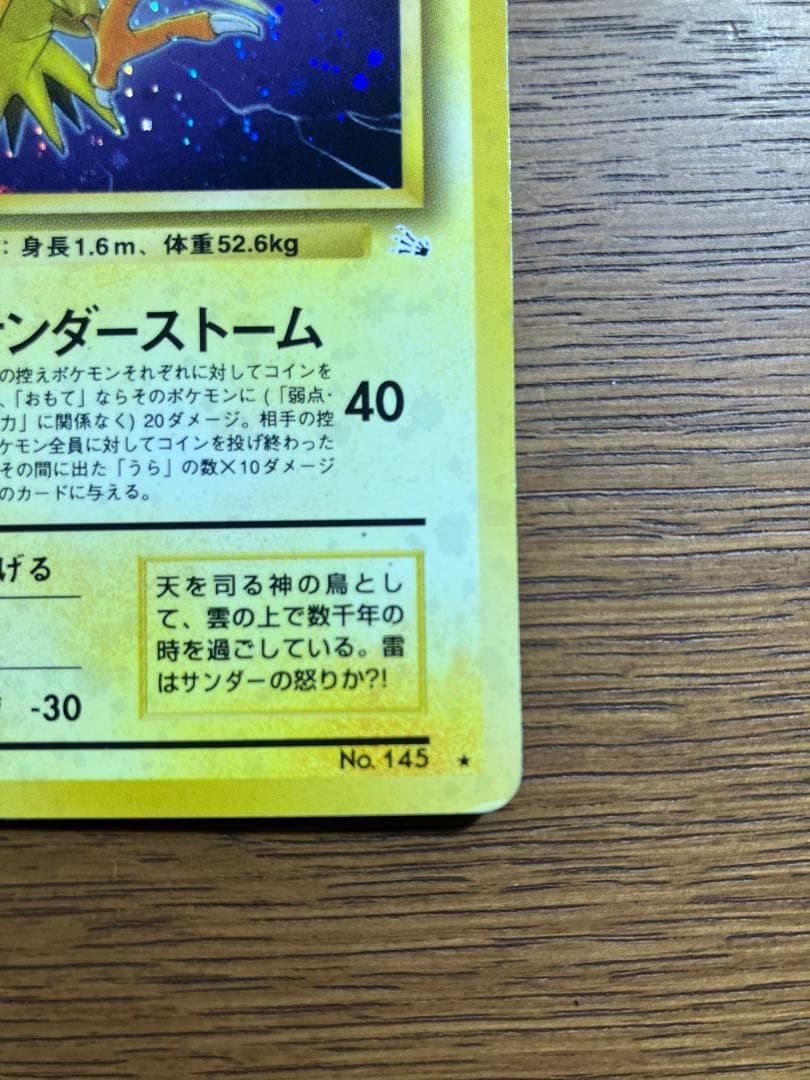 : 身長1.6m、体重52.6kg
ンダーストーム
の控えポケモンそれぞれに対してコインを
、「おもて」ならそのポケモンに (「弱点・
力」に関係なく) 20ダメージ。相手の控
ケモン全員に対してコインを投げ終わった
その間に出た「うら」の数×10ダメージ
のカードに与える。
40
げる
-30
天を司る神の鳥とし
て、雲の上で数千年の
時を過ごしている。雷
はサンダーの怒りか?!
No. 145 ★